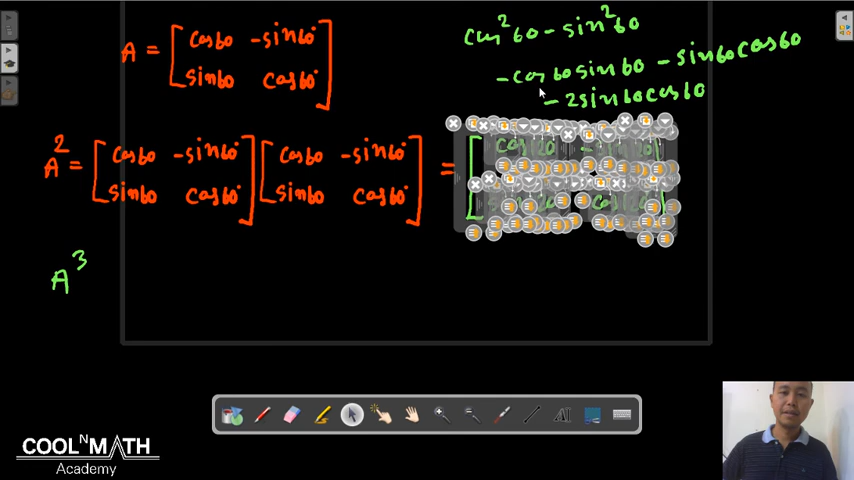 A = [cos60 -sin60°
sin60 cos60°]
cos²60 - sin²60
-cos60sin60 - sin60cos60
-2sin60cos60
A² = [cos60 -sin60° [cos60 -sin60° =
sin60 cos60°] sin60 cos60°]
A³
COOL N MATH
Academy